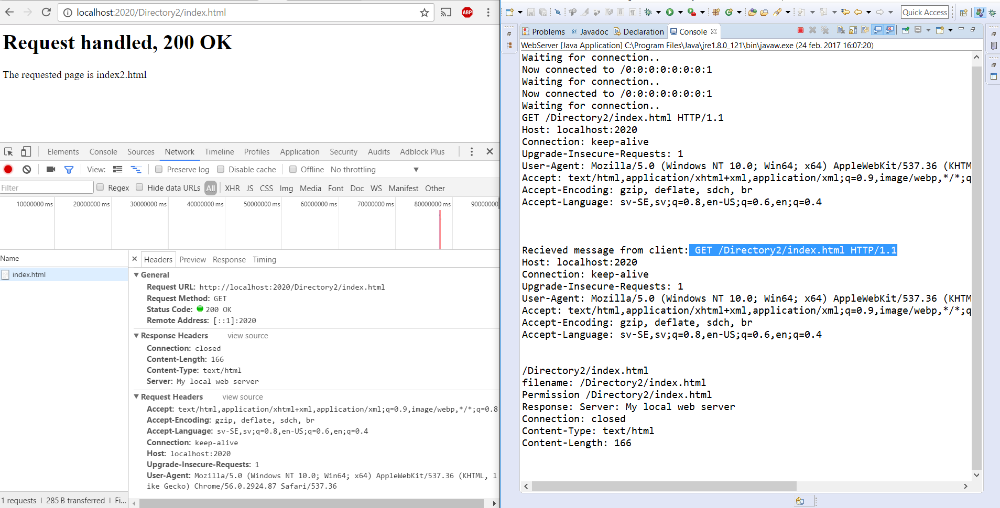 localhost:2020/Directory2/index.html
ABP
Request handled, 200 OK
The requested page is index2.html
Elements Console Sources Network Timeline Profiles Application Security Audits Adblock Plus
View: Preserve log Disable cache Offline No throttling
Filter Regex Hide data URLs All XHR JS CSS Img Media Font Doc WS Manifest Other
10000000 ms 20000000 ms 30000000 ms 40000000 ms 50000000 ms 60000000 ms 70000000 ms 80000000 ms 90000000
Name
index.html
1 requests | 285 B transferred | Fi...
Headers Preview Response Timing
General
Request URL: http://localhost:2020/Directory2/index.html
Request Method: GET
Status Code: 200 OK
Remote Address: [::1]:2020
Response Headers view source
Connection: closed
Content-Length: 166
Content-Type: text/html
Server: My local web server
Request Headers view source
Accept: text/html,application/xhtml+xml,application/xml;q=0.9,image/webp,*/*;q=0.8
Accept-Encoding: gzip, deflate, sdch, br
Accept-Language: sv-SE,sv;q=0.8,en-US;q=0.6,en;q=0.4
Connection: keep-alive
Host: localhost:2020
Upgrade-Insecure-Requests: 1
User-Agent: Mozilla/5.0 (Windows NT 10.0; Win64; x64) AppleWebKit/537.36 (KHTML, l
ike Gecko) Chrome/56.0.2924.87 Safari/537.36
Quick Access
Problems @ Javadoc Declaration Console
WebServer [Java Application] C:\Program Files\Java\jre1.8.0_121\bin\javaw.exe (24 feb. 2017 16:07:20)
Waiting for connection..
Now connected to /0:0:0:0:0:0:0:1
Waiting for connection..
Now connected to /0:0:0:0:0:0:0:1
Waiting for connection..
GET /Directory2/index.html HTTP/1.1
Host: localhost:2020
Connection: keep-alive
Upgrade-Insecure-Requests: 1
User-Agent: Mozilla/5.0 (Windows NT 10.0; Win64; x64) AppleWebKit/537.36 (KHTM
Accept: text/html,application/xhtml+xml,application/xml;q=0.9,image/webp,*/*;q
Accept-Encoding: gzip, deflate, sdch, br
Accept-Language: sv-SE,sv;q=0.8,en-US;q=0.6,en;q=0.4
Recieved message from client: GET /Directory2/index.html HTTP/1.1
Host: localhost:2020
Connection: keep-alive
Upgrade-Insecure-Requests: 1
User-Agent: Mozilla/5.0 (Windows NT 10.0; Win64; x64) AppleWebKit/537.36 (KHTM
Accept: text/html,application/xhtml+xml,application/xml;q=0.9,image/webp,*/*;q
Accept-Encoding: gzip, deflate, sdch, br
Accept-Language: sv-SE,sv;q=0.8,en-US;q=0.6,en;q=0.4
/Directory2/index.html
filename: /Directory2/index.html
Permission /Directory2/index.html
Response: Server: My local web server
Connection: closed
Content-Type: text/html
Content-Length: 166